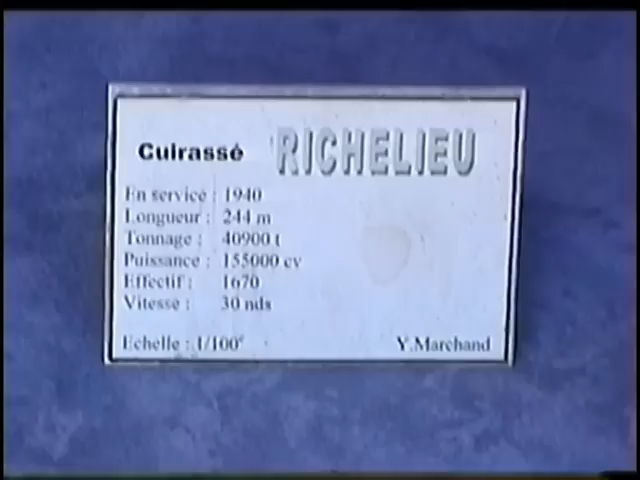 Cuirassé RICHELIEU
En service : 1940
Longueur : 244 m
Tonnage : 40900 t
Puissance : 155000 cv
Effectif : 1670
Vitesse : 30 nds
Echelle : 1/100° Y.Marchand